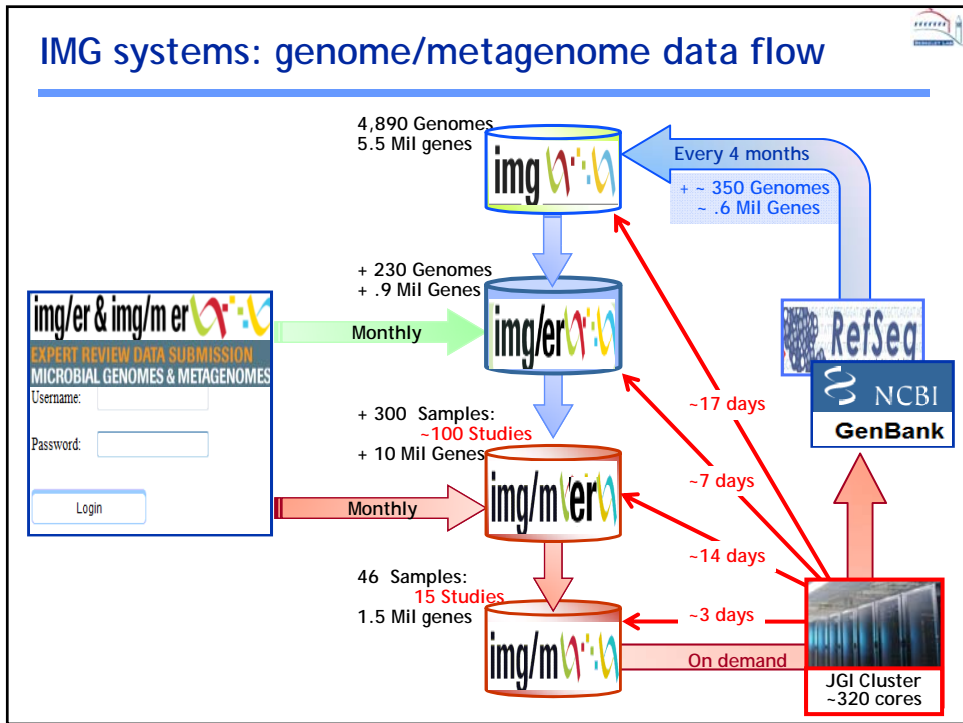 IMG systems: genome/metagenome data flow
4,890 Genomes
5.5 Mil genes
img
Every 4 months
+ ~ 350 Genomes
~ .6 Mil Genes
+ 230 Genomes
+ .9 Mil Genes
img/er & img/m er
EXPERT REVIEW DATA SUBMISSION
MICROBIAL GENOMES & METAGENOMES
Username:
Password:
Login
Monthly
img/er
RefSeq
NCBI
GenBank
~17 days
+ 300 Samples:
~100 Studies
+ 10 Mil Genes
~7 days
Monthly
img/m er
~14 days
46 Samples:
15 Studies
1.5 Mil genes
~3 days
img/m
On demand
JGI Cluster
~320 cores